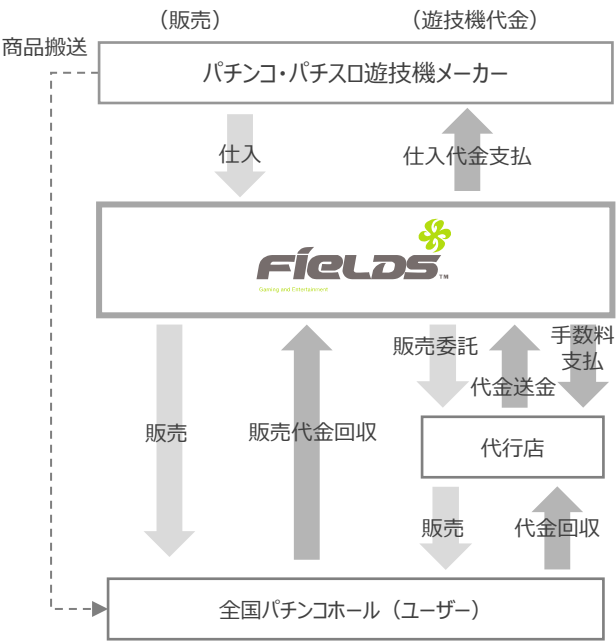 （販売）
（遊技機代金）
商品搬送
パチンコ・パチスロ遊技機メーカー
仕入
仕入代金支払
FIELDS™
Gaming and Entertainment
販売委託
手数料
支払
代金送金
販売
販売代金回収
代行店
販売
代金回収
全国パチンコホール（ユーザー）